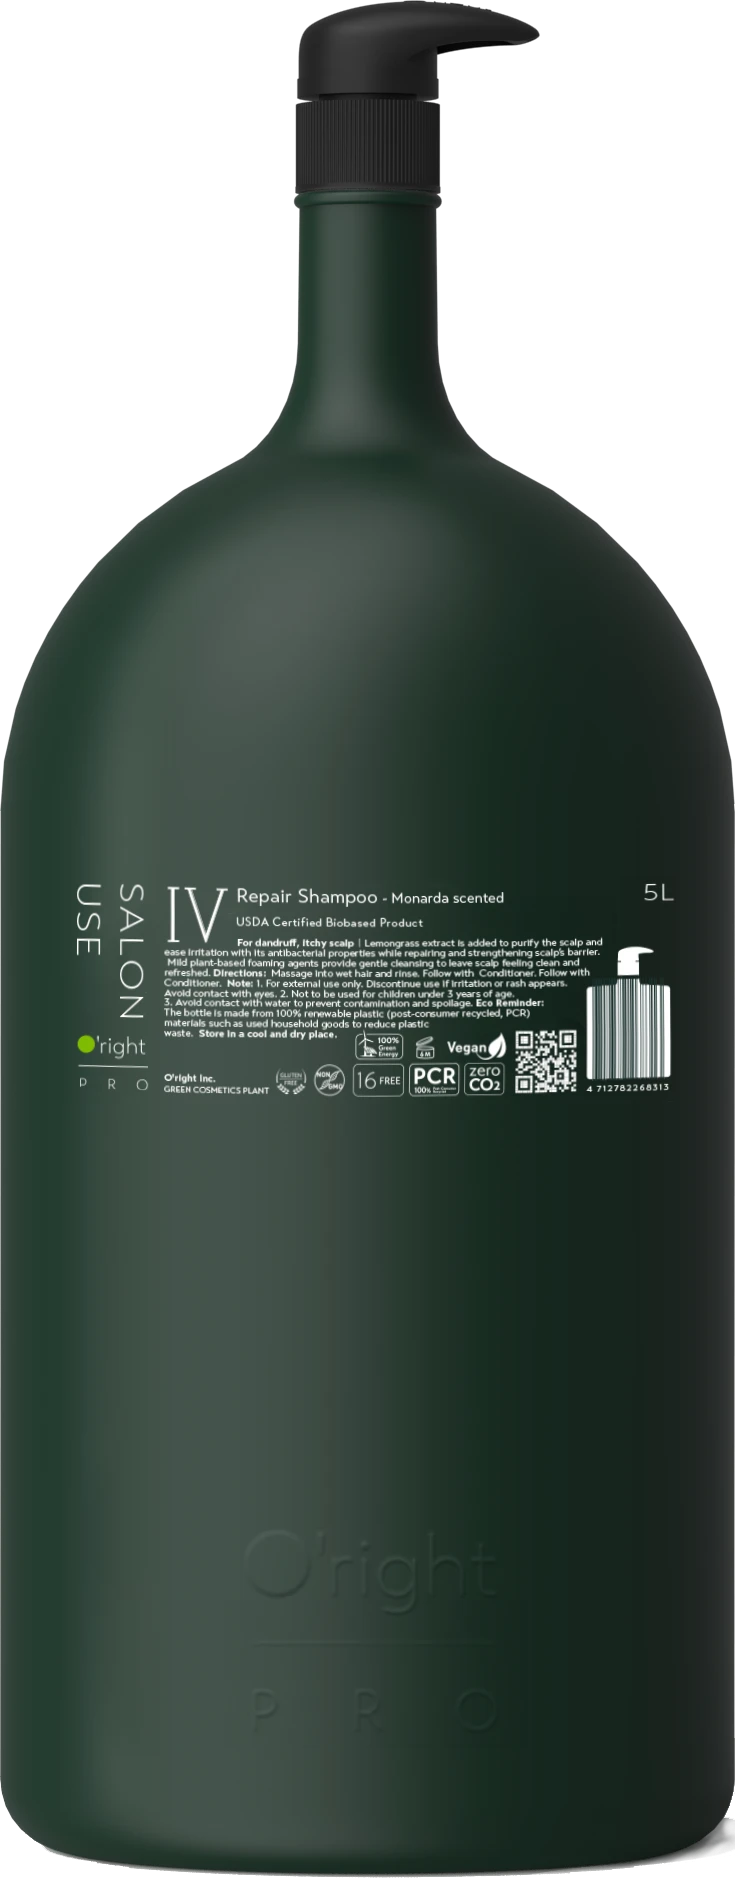 SALON
USE
O'right
PRO
IV
Repair Shampoo - Monarda scented
USDA Certified Biobased Product
5L
For dandruff, itchy scalp | Lemongrass extract is added to purify the scalp and
ease irritation with its antibacterial properties while repairing and strengthening scalp's barrier.
Mild plant-based foaming agents provide gentle cleansing to leave scalp feeling clean and
refreshed. Directions: Massage into wet hair and rinse. Follow with Conditioner. Follow with
Conditioner. Note: 1. For external use only. Discontinue use if irritation or rash appears.
Avoid contact with eyes. 2. Not to be used for children under 3 years of age.
3. Avoid contact with water to prevent contamination and spoilage. Eco Reminder:
The bottle is made from 100% renewable plastic (post-consumer recycled, PCR)
materials such as used household goods to reduce plastic
waste. Store in a cool and dry place.
100%
Green
Energy
6M
Vegan
O'right Inc.
GREEN COSMETICS PLANT
GLUTEN
FREE
NON
GMO
16 FREE
PCR
100%
zero
CO2
4 712782268313
O'right
PRO